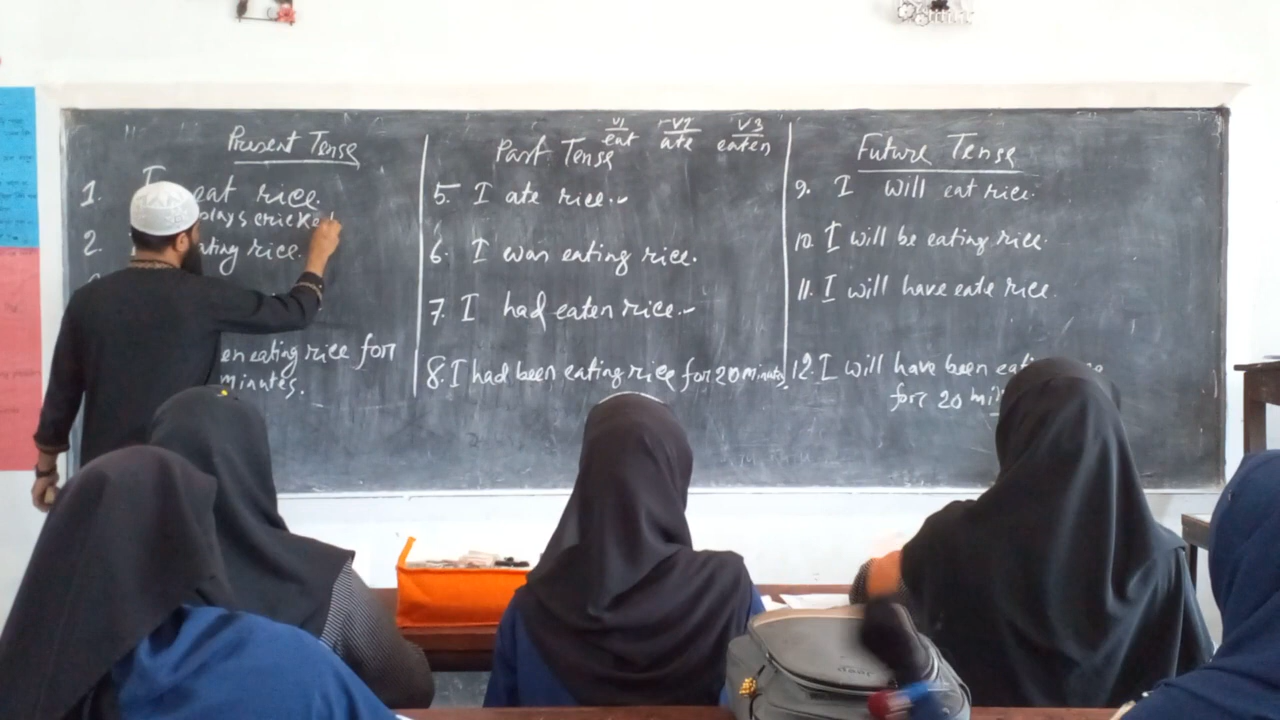 Present Tense
1. I eat rice.
plays cricket
2. ating rice.
en eating rice for
minutes.
Past Tense
V1 V2 V3
eat ate eaten
5. I ate rice.
6. I was eating rice.
7. I had eaten rice.
8. I had been eating rice for 20 minutes
Future Tense
9. I will eat rice.
10. I will be eating rice.
11. I will have eate rice.
12. I will have been eati
for 20 mi